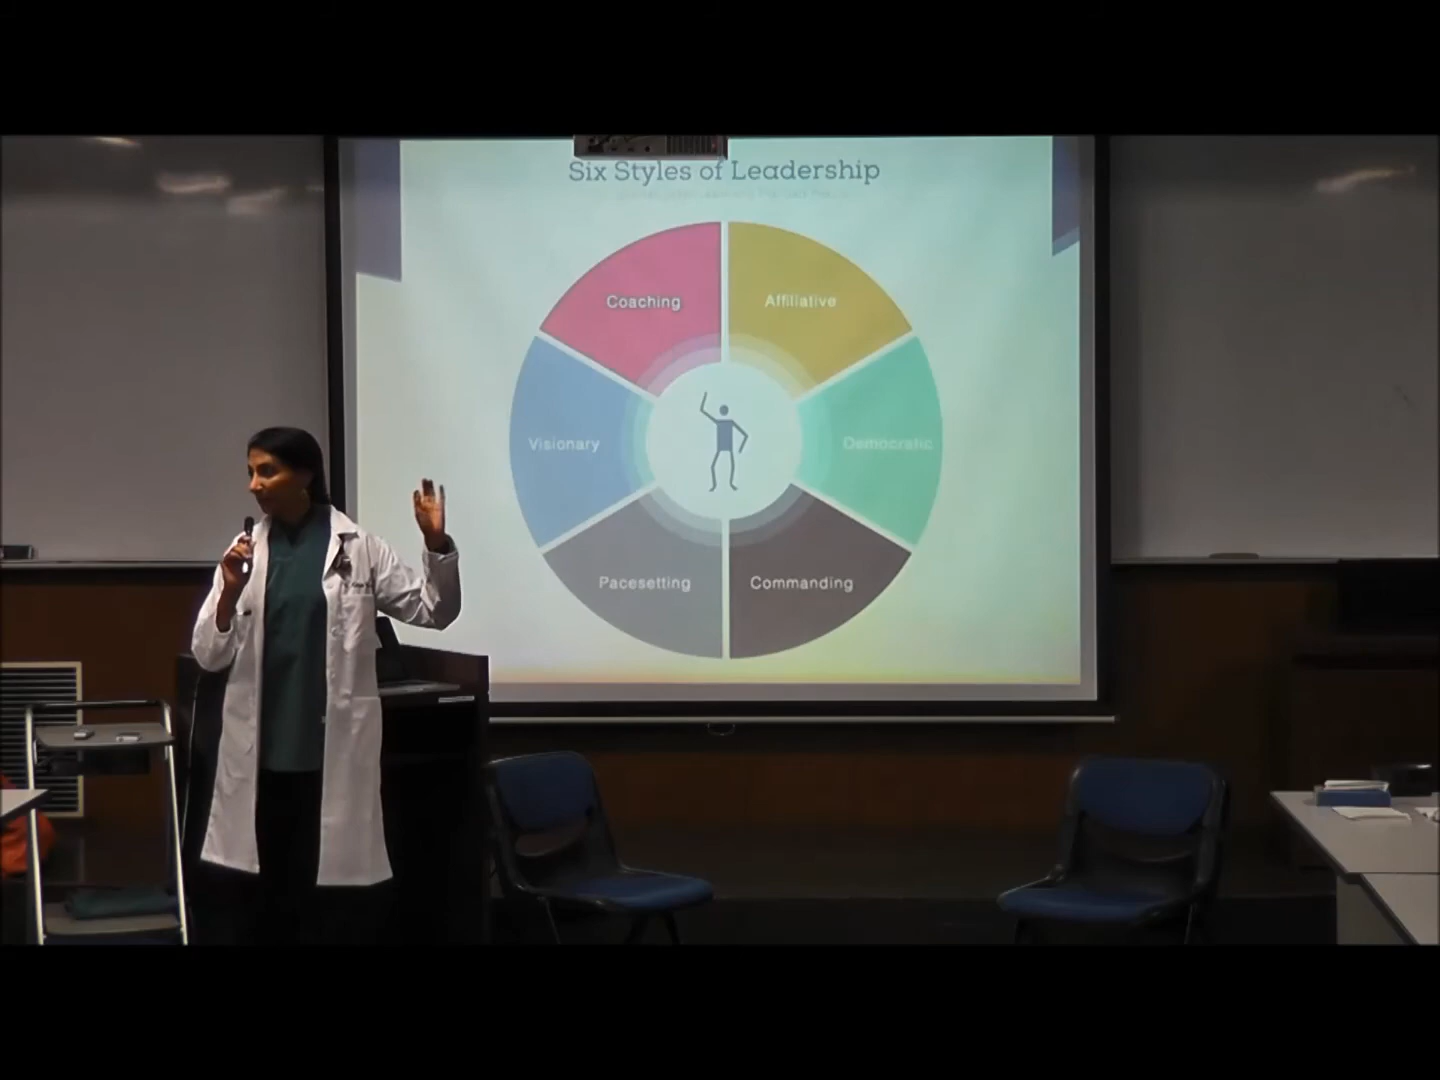 Six Styles of Leadership
Coaching
Affiliative
Visionary
Democratic
Pacesetting
Commanding